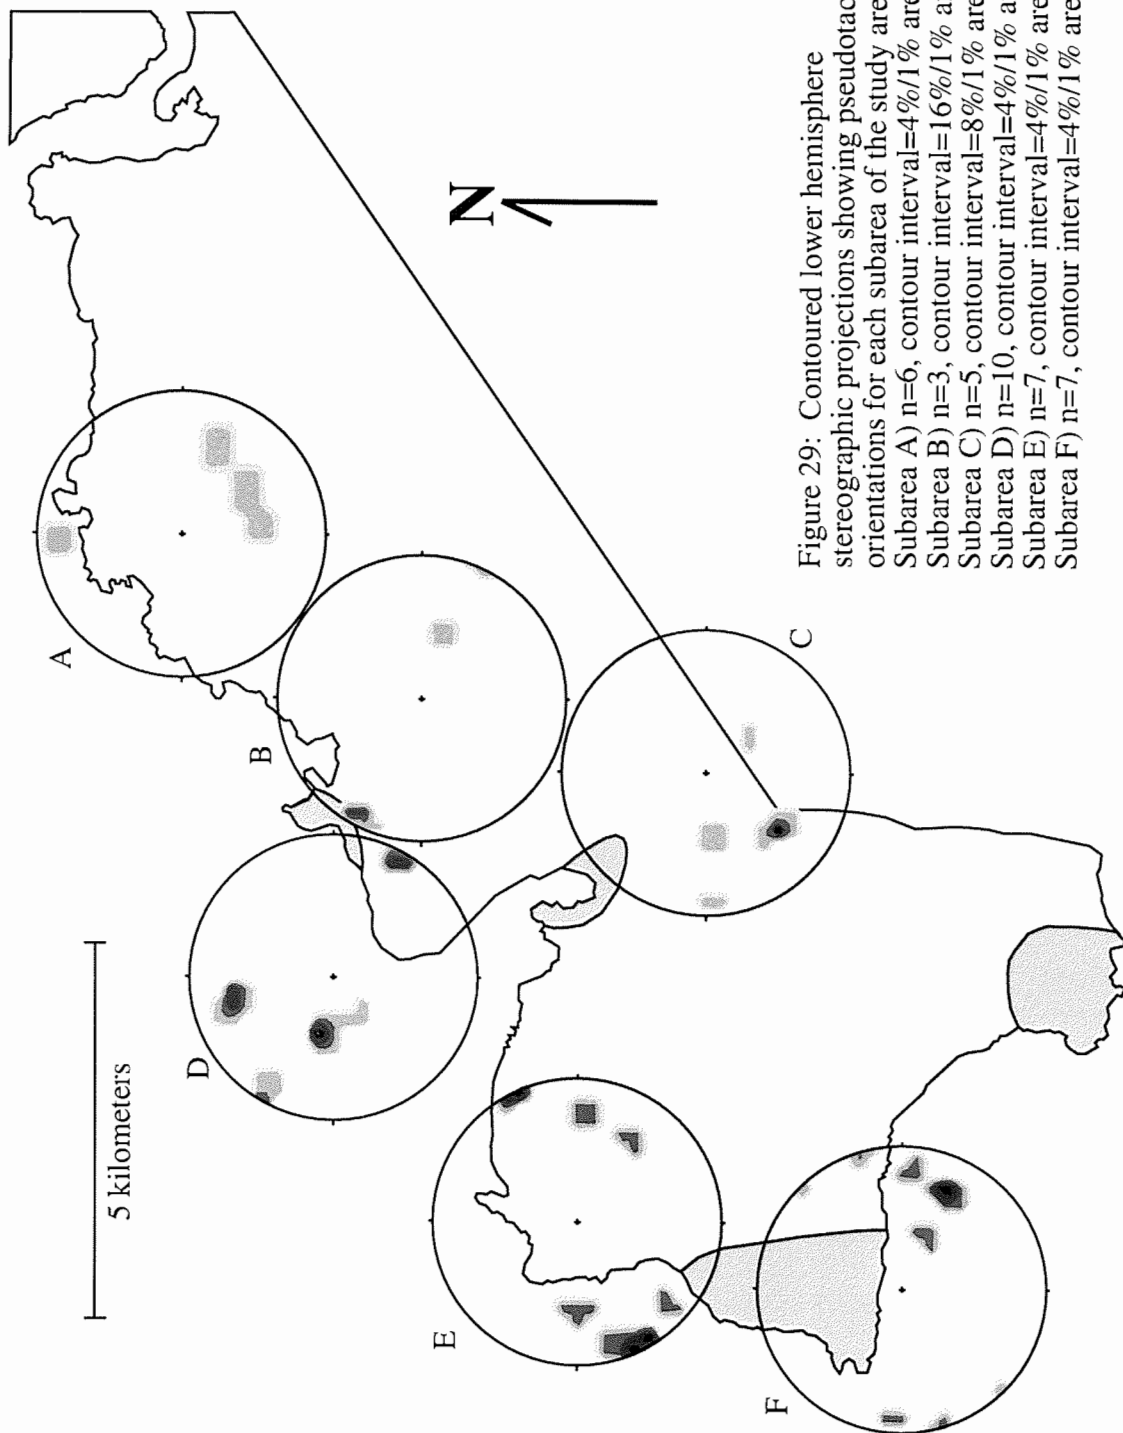 A
B
N
C
D
5 kilometers
E
F
Figure 29: Contoured lower hemisphere
stereographic projections showing pseudotac
orientations for each subarea of the study are
Subarea A) n=6, contour interval=4%/1% are
Subarea B) n=3, contour interval=16%/1% ar
Subarea C) n=5, contour interval=8%/1% are
Subarea D) n=10, contour interval=4%/1% a
Subarea E) n=7, contour interval=4%/1% are
Subarea F) n=7, contour interval=4%/1% are